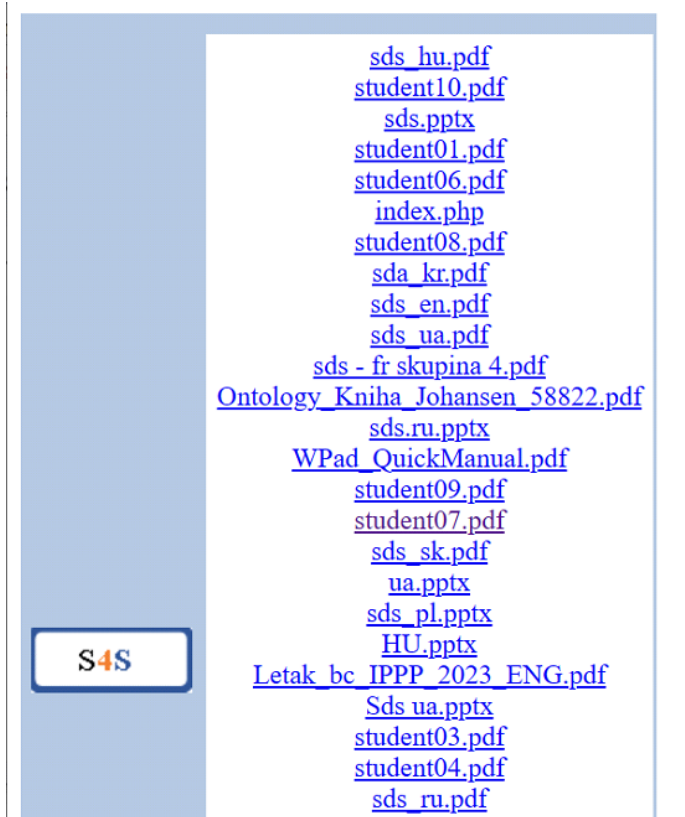 sds_hu.pdf
student10.pdf
sds.pptx
student01.pdf
student06.pdf
index.php
student08.pdf
sda_kr.pdf
sds_en.pdf
sds_ua.pdf
sds - fr skupina 4.pdf
Ontology_Kniha_Johansen_58822.pdf
sds.ru.pptx
WPad_QuickManual.pdf
student09.pdf
student07.pdf
sds_sk.pdf
ua.pptx
sds_pl.pptx
HU.pptx
S4S
Letak_bc_IPPP_2023_ENG.pdf
Sds ua.pptx
student03.pdf
student04.pdf
sds_ru.pdf